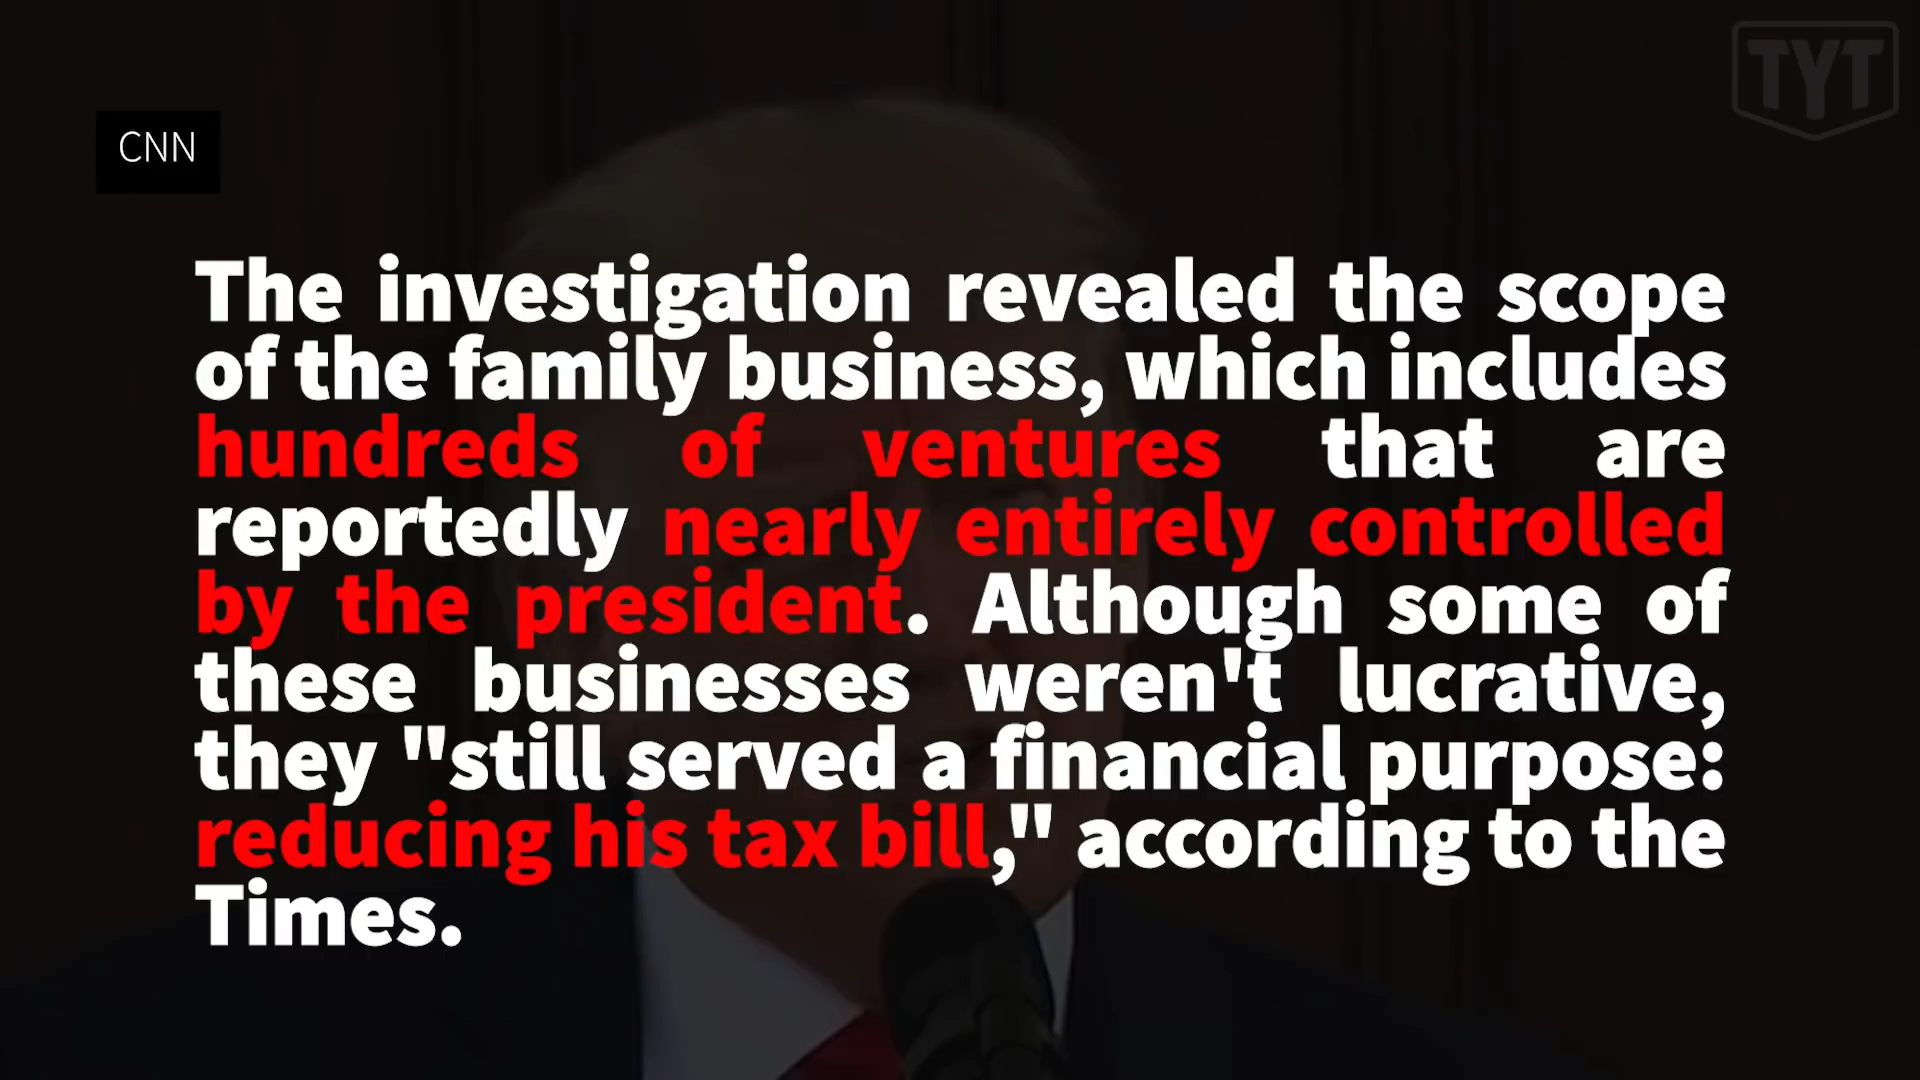 TYT
CNN
The investigation revealed the scope
of the family business, which includes
hundreds of ventures that are
reportedly nearly entirely controlled
by the president. Although some of
these businesses weren't lucrative,
they "still served a financial purpose:
reducing his tax bill," according to the
Times.